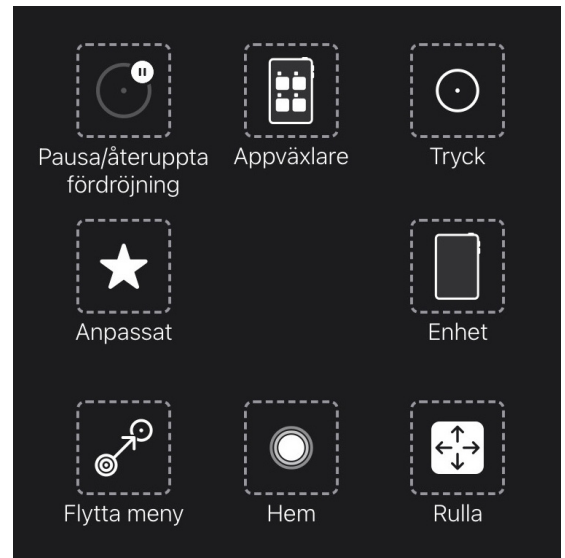 Pausa/återuppta
fördröjning
Appväxlare
Tryck
Anpassat
Enhet
Flytta meny
Hem
Rulla